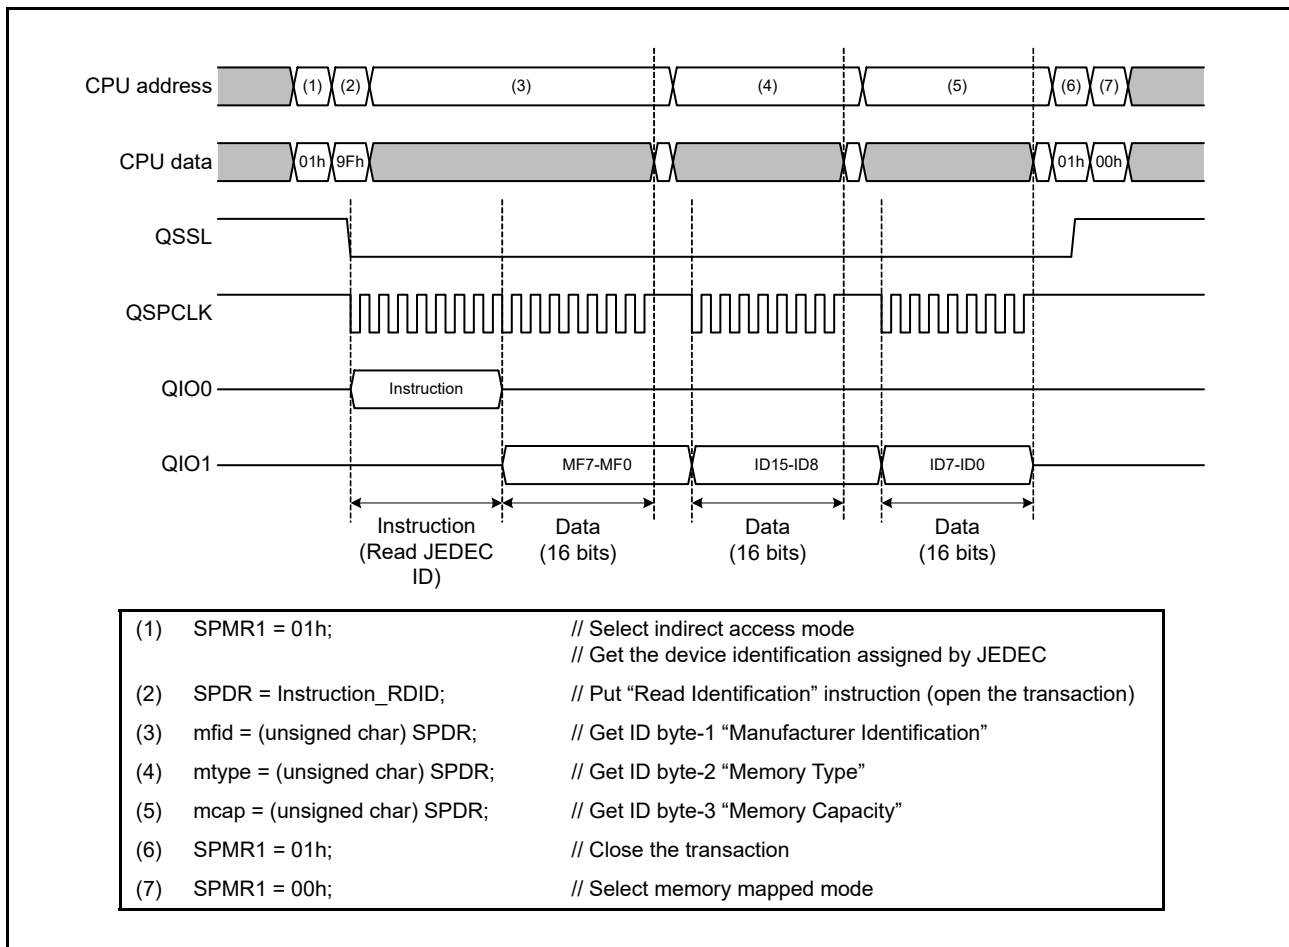 CPU address (1) (2) (3) (4) (5) (6) (7)
CPU data 01h 9Fh 01h 00h
QSSL
QSPCLK
QIO0 Instruction
QIO1 MF7-MF0 ID15-ID8 ID7-ID0
Instruction
(Read JEDEC
ID)
Data
(16 bits)
Data
(16 bits)
Data
(16 bits)
(1) SPMR1 = 01h; // Select indirect access mode
// Get the device identification assigned by JEDEC
(2) SPDR = Instruction_RDID; // Put “Read Identification” instruction (open the transaction)
(3) mfid = (unsigned char) SPDR; // Get ID byte-1 “Manufacturer Identification”
(4) mtype = (unsigned char) SPDR; // Get ID byte-2 “Memory Type”
(5) mcap = (unsigned char) SPDR; // Get ID byte-3 “Memory Capacity”
(6) SPMR1 = 01h; // Close the transaction
(7) SPMR1 = 00h; // Select memory mapped mode